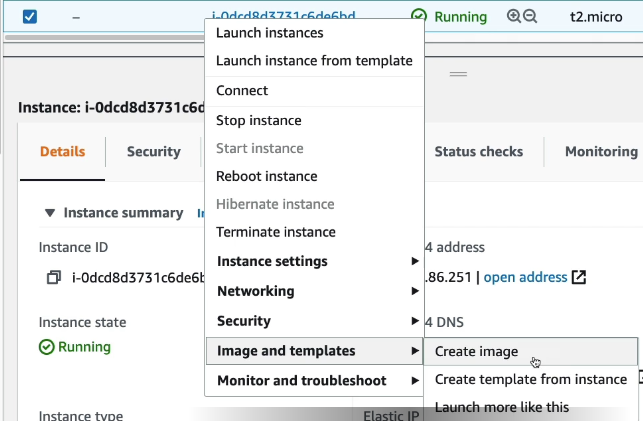 – i-0dcd8d3731c6de6bd Running t2.micro
Launch instances
Launch instance from template
Connect
Stop instance
Start instance
Reboot instance
Hibernate instance
Terminate instance
Instance settings
Networking
Security
Image and templates
Monitor and troubleshoot
Create image
Create template from instance
Launch more like this
Instance: i-0dcd8d3731c6d
Details Security Status checks Monitoring
Instance summary
Instance ID 4 address
i-0dcd8d3731c6de6b .86.251 | open address
Instance state 4 DNS
Running
Instance type Elastic IP